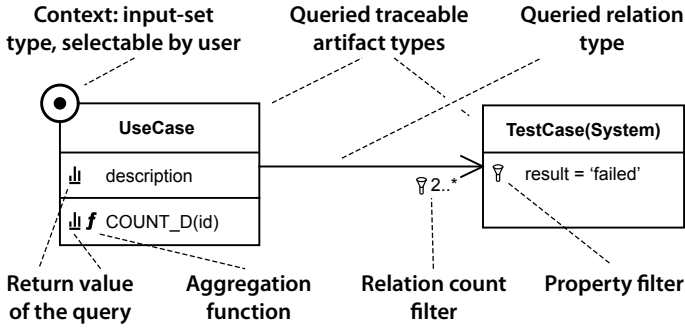 Context: input-set
type, selectable by user
Queried traceable
artifact types
Queried relation
type
UseCase
description
f COUNT_D(id)
TestCase(System)
result = 'failed'
2..*
Return value
of the query
Aggregation
function
Relation count
filter
Property filter